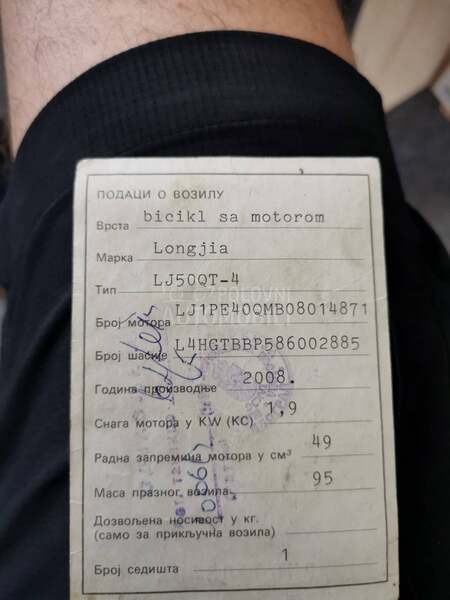 ПОДАЦИ О ВОЗИЛУ
Врста bicikl sa motorom
Марка Longjia
Тип LJ50QT-4
Број мотора LJ1PE40QMB08014871
Број шасије L4HGTBBP586002885
Година производње 2008.
Снага мотора у KW (КС) 1,9
Радна запремина мотора у см³ 49
Маса празног возила 95
Дозвољена носивост у кг.
(само за прикључна возила)
Број седишта 1